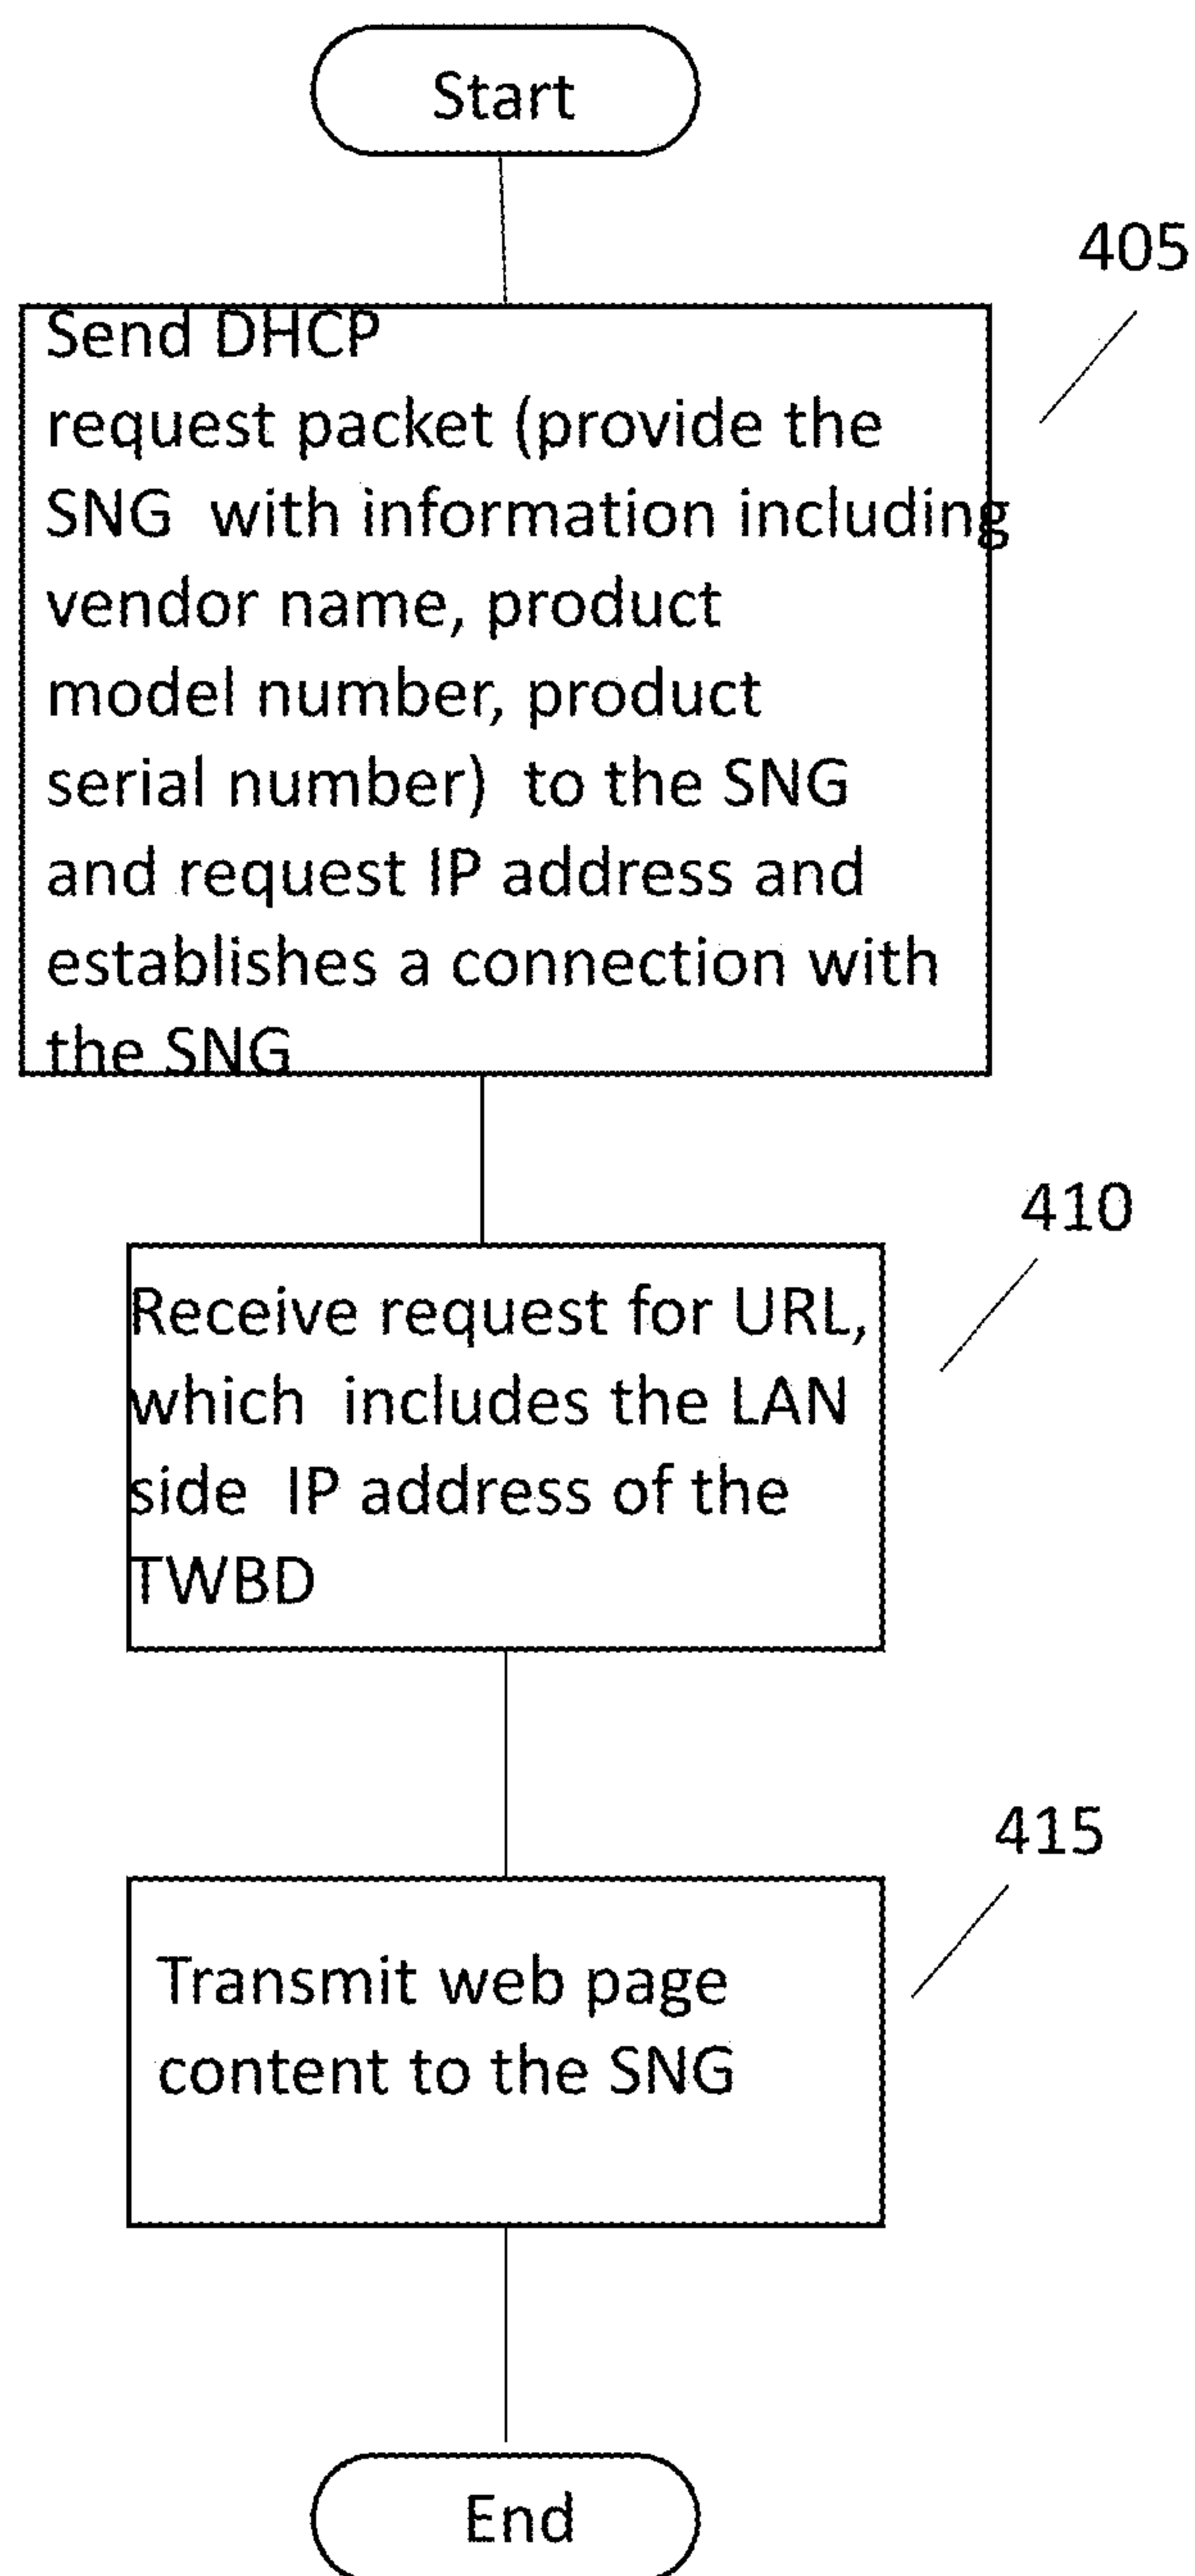 Start
405
Send DHCP
request packet (provide the
SNG with information including
vendor name, product
model number, product
serial number) to the SNG
and request IP address and
establishes a connection with
the SNG
410
Receive request for URL,
which includes the LAN
side IP address of the
TWBD
415
Transmit web page
content to the SNG
End